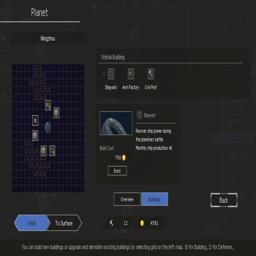 Planet
Ningzhou
Orbital Building
Shipyard
Arm Factory
Civil Port
Shipyard
Recover ship power during
the planetary battle
Monthly ship production +6
Build Cost
Build
Overview
Buildings
Back
Orbit
To Surface
12
4591
You can build new buildings or upgrade and demolish existing buildings by selecting grid on the left map. B for Building , D for Defense.